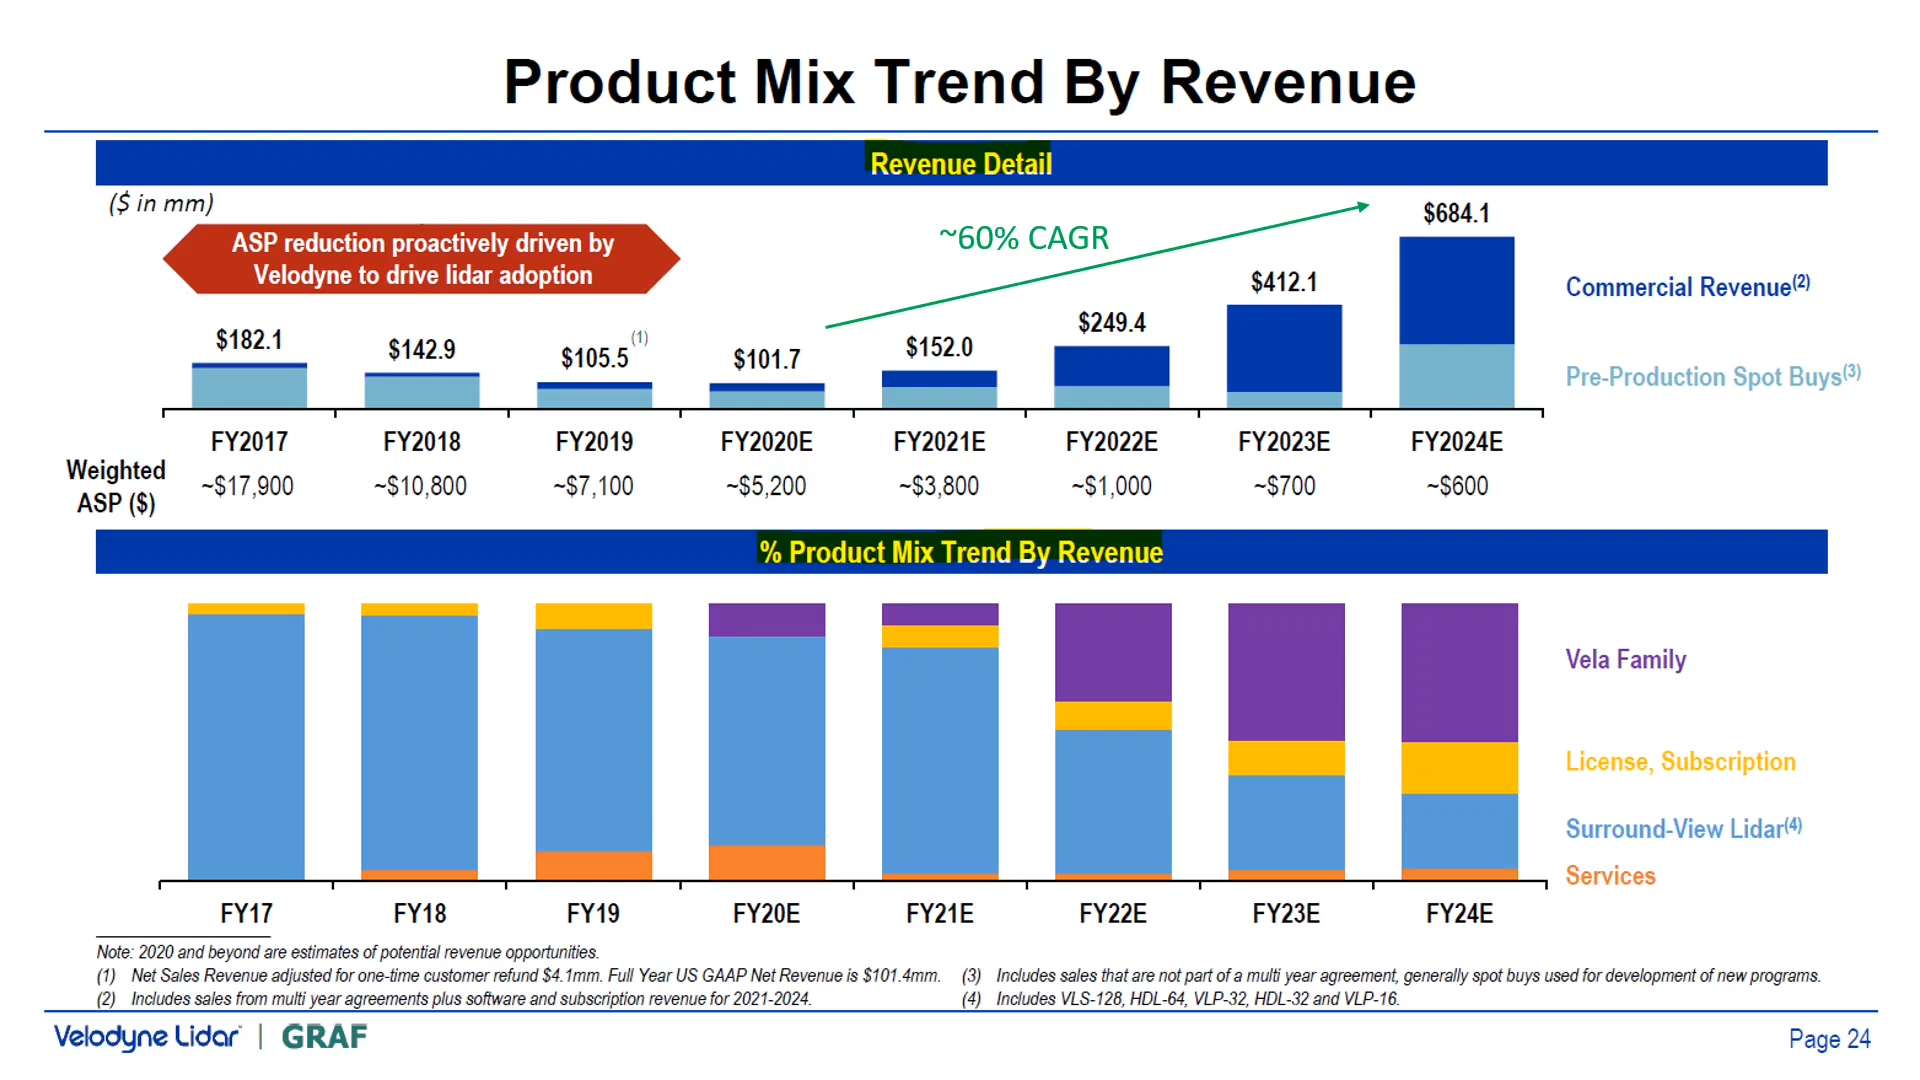 Product Mix Trend By Revenue
Revenue Detail
($ in mm)
ASP reduction proactively driven by
Velodyne to drive lidar adoption
~60% CAGR
$182.1
$142.9
$105.5 (1)
$101.7
$152.0
$249.4
$412.1
$684.1
Commercial Revenue(2)
Pre-Production Spot Buys(3)
FY2017 FY2018 FY2019 FY2020E FY2021E FY2022E FY2023E FY2024E
Weighted
ASP ($)
~$17,900 ~$10,800 ~$7,100 ~$5,200 ~$3,800 ~$1,000 ~$700 ~$600
% Product Mix Trend By Revenue
Vela Family
License, Subscription
Surround-View Lidar(4)
Services
FY17 FY18 FY19 FY20E FY21E FY22E FY23E FY24E
Note: 2020 and beyond are estimates of potential revenue opportunities.
(1) Net Sales Revenue adjusted for one-time customer refund $4.1mm. Full Year US GAAP Net Revenue is $101.4mm.
(2) Includes sales from multi year agreements plus software and subscription revenue for 2021-2024.
(3) Includes sales that are not part of a multi year agreement, generally spot buys used for development of new programs.
(4) Includes VLS-128, HDL-64, VLP-32, HDL-32 and VLP-16.
Velodyne Lidar | GRAF
Page 24